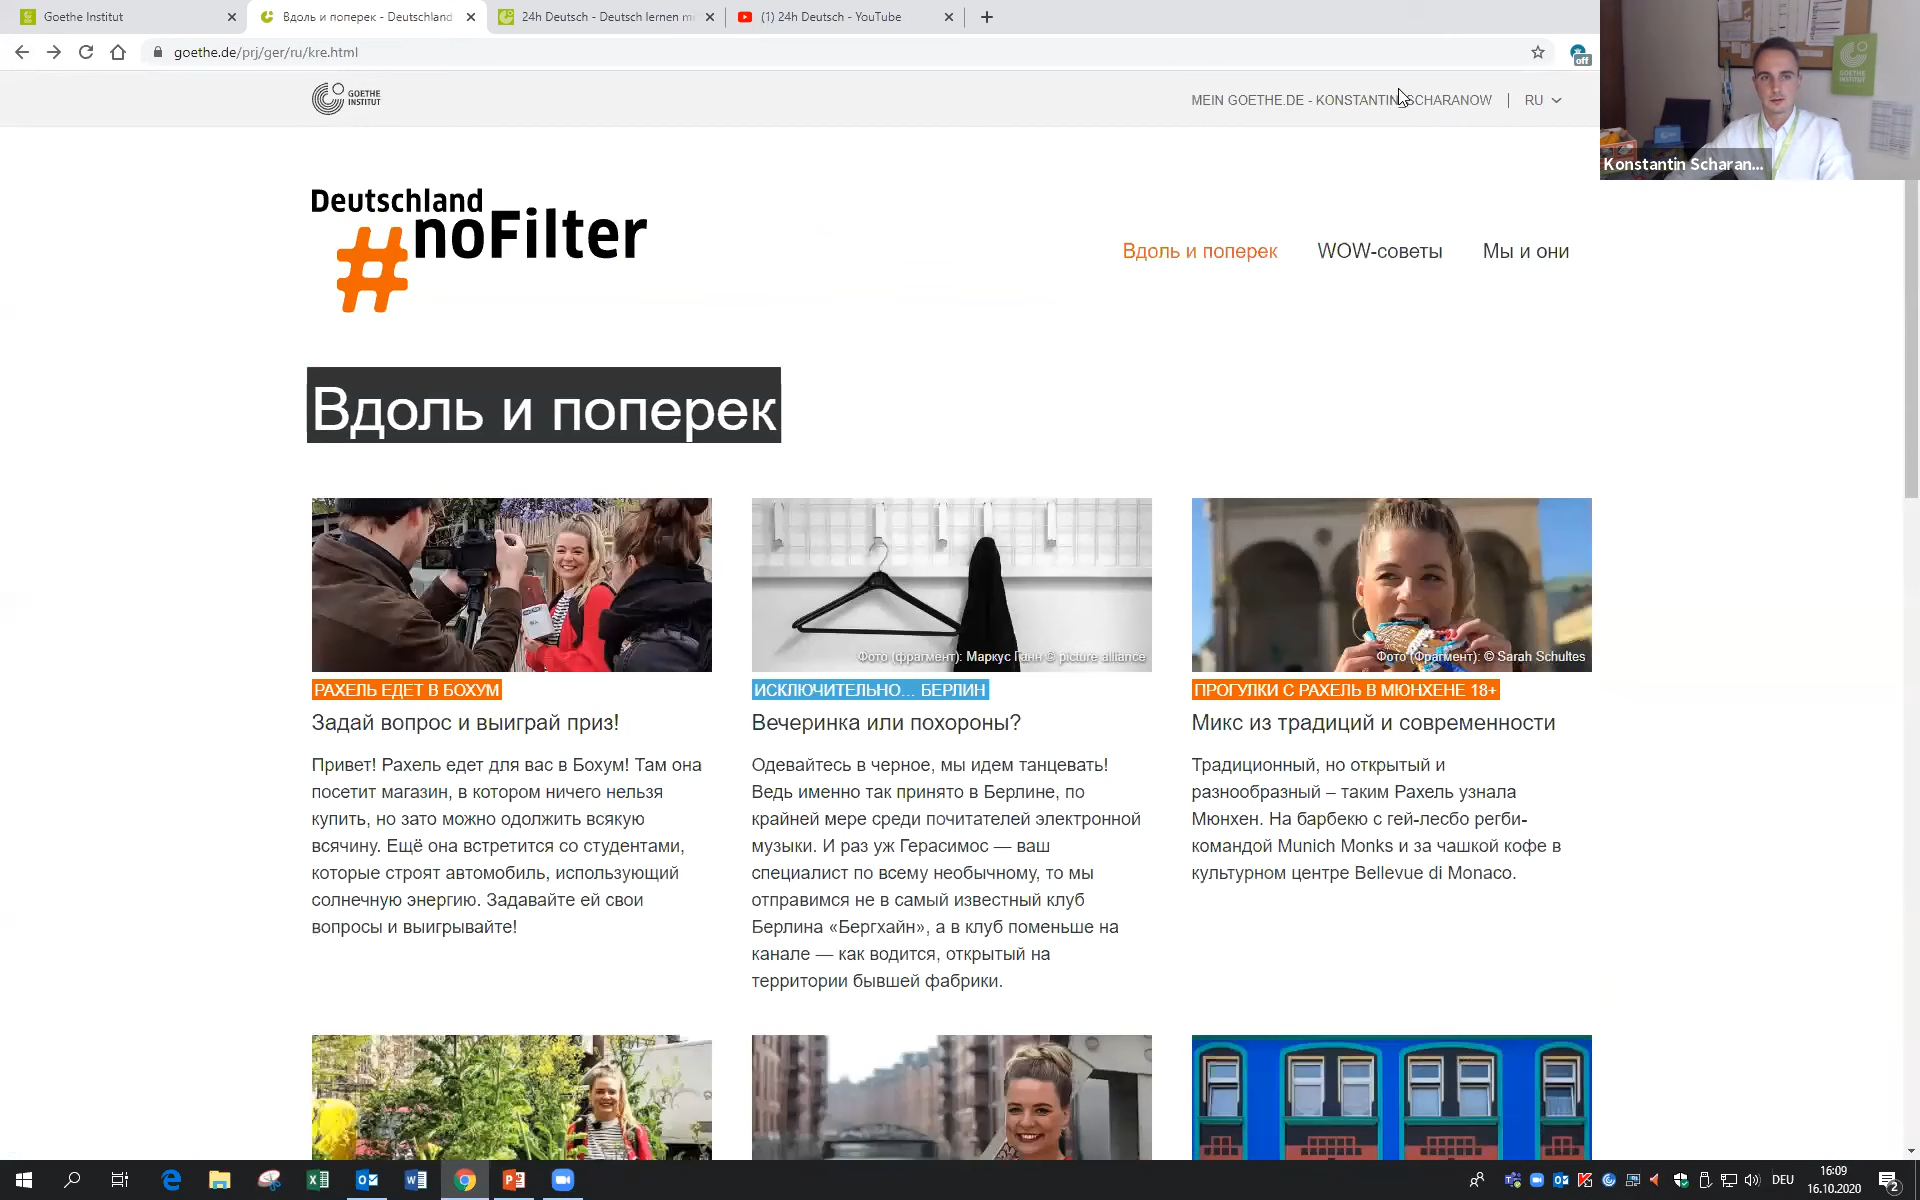 Goethe Institut
Вдоль и поперек - Deutschland
24h Deutsch - Deutsch lernen mi
(1) 24h Deutsch - YouTube
goethe.de/prj/ger/ru/kre.html
off
GOETHE
INSTITUT
MEIN GOETHE.DE - KONSTANTIN SCHARANOW
RU
GOETHE
INSTITUT
Konstantin Scharan...
Deutschland
#noFilter
Вдоль и поперек
WOW-советы
Мы и они
Вдоль и поперек
РАХЕЛЬ ЕДЕТ В БОХУМ
Задай вопрос и выиграй приз!
Привет! Рахель едет для вас в Бохум! Там она
посетит магазин, в котором ничего нельзя
купить, но зато можно одолжить всякую
всячину. Ещё она встретится со студентами,
которые строят автомобиль, использующий
солнечную энергию. Задавайте ей свои
вопросы и выигрывайте!
Фото (фрагмент): Маркус Ганн © picture alliance
ИСКЛЮЧИТЕЛЬНО... БЕРЛИН
Вечеринка или похороны?
Одевайтесь в черное, мы идем танцевать!
Ведь именно так принято в Берлине, по
крайней мере среди почитателей электронной
музыки. И раз уж Герасимос — ваш
специалист по всему необычному, то мы
отправимся не в самый известный клуб
Берлина «Бергхайн», а в клуб поменьше на
канале — как водится, открытый на
территории бывшей фабрики.
Фото (Фрагмент): © Sarah Schultes
ПРОГУЛКИ С РАХЕЛЬ В МЮНХЕНЕ 18+
Микс из традиций и современности
Традиционный, но открытый и
разнообразный – таким Рахель узнала
Мюнхен. На барбекю с гей-лесбо регби-
командой Munich Monks и за чашкой кофе в
культурном центре Bellevue di Monaco.
DEU
16:09
16.10.2020
2